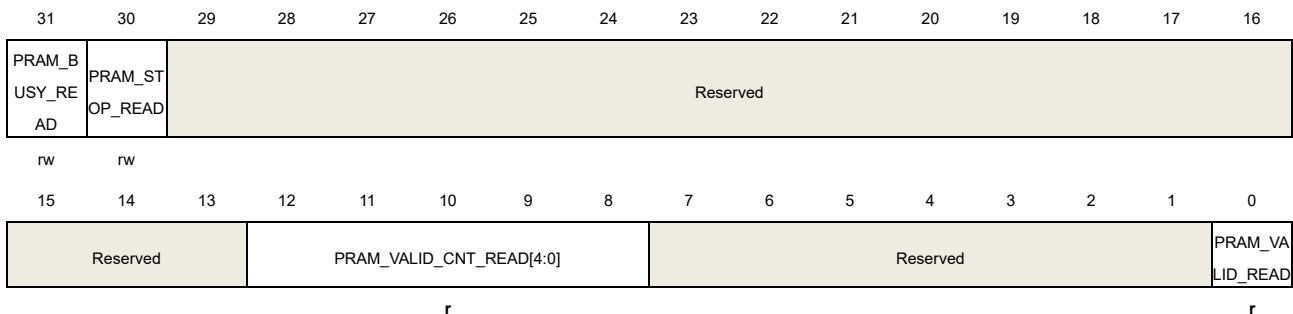 31 30 29 28 27 26 25 24 23 22 21 20 19 18 17 16
PRAM_B
USY_RE
AD
PRAM_ST
OP_READ
Reserved
rw rw
15 14 13 12 11 10 9 8 7 6 5 4 3 2 1 0
Reserved
PRAM_VALID_CNT_READ[4:0]
Reserved
PRAM_VA
LID_READ
r r